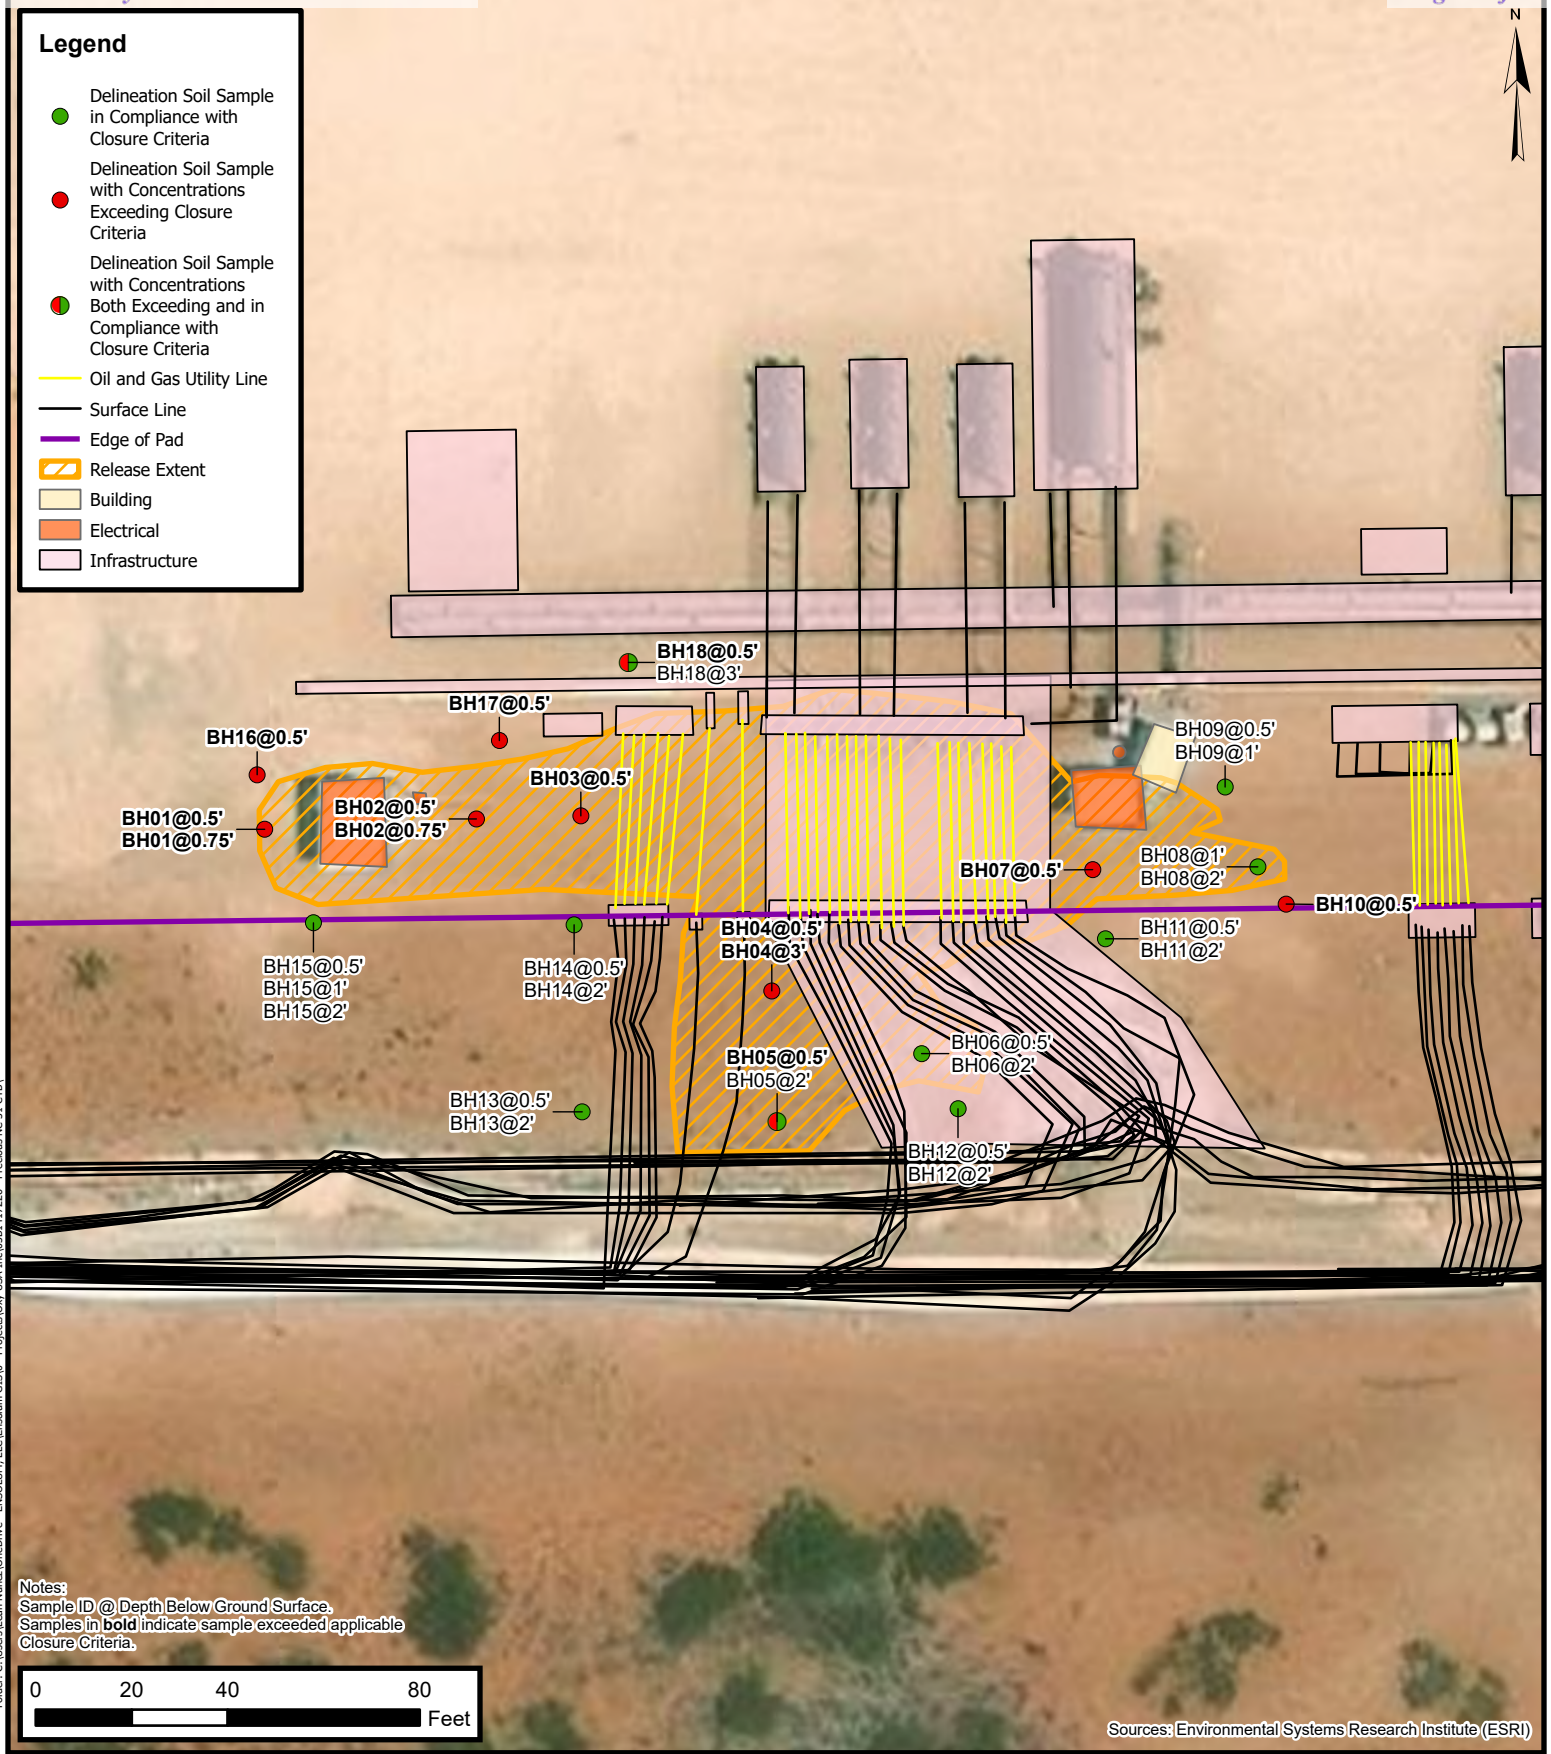 Legend
Delineation Soil Sample
in Compliance with
Closure Criteria
Delineation Soil Sample
with Concentrations
Exceeding Closure
Criteria
Delineation Soil Sample
with Concentrations
Both Exceeding and in
Compliance with
Closure Criteria
Oil and Gas Utility Line
Surface Line
Edge of Pad
Release Extent
Building
Electrical
Infrastructure
N
BH18@0.5'
BH18@3'
BH17@0.5'
BH16@0.5'
BH09@0.5'
BH09@1'
BH03@0.5'
BH01@0.5'
BH01@0.75'
BH02@0.5'
BH02@0.75'
BH07@0.5'
BH08@1'
BH08@2'
BH10@0.5'
BH04@0.5'
BH04@3'
BH11@0.5'
BH11@2'
BH15@0.5'
BH15@1'
BH15@2'
BH14@0.5'
BH14@2'
BH05@0.5'
BH05@2'
BH06@0.5'
BH06@2'
BH13@0.5'
BH13@2'
BH12@0.5'
BH12@2'
Notes:
Sample ID @ Depth Below Ground Surface.
Samples in bold indicate sample exceeded applicable
Closure Criteria.
0 20 40 80
Feet
Sources: Environmental Systems Research Institute (ESRI)